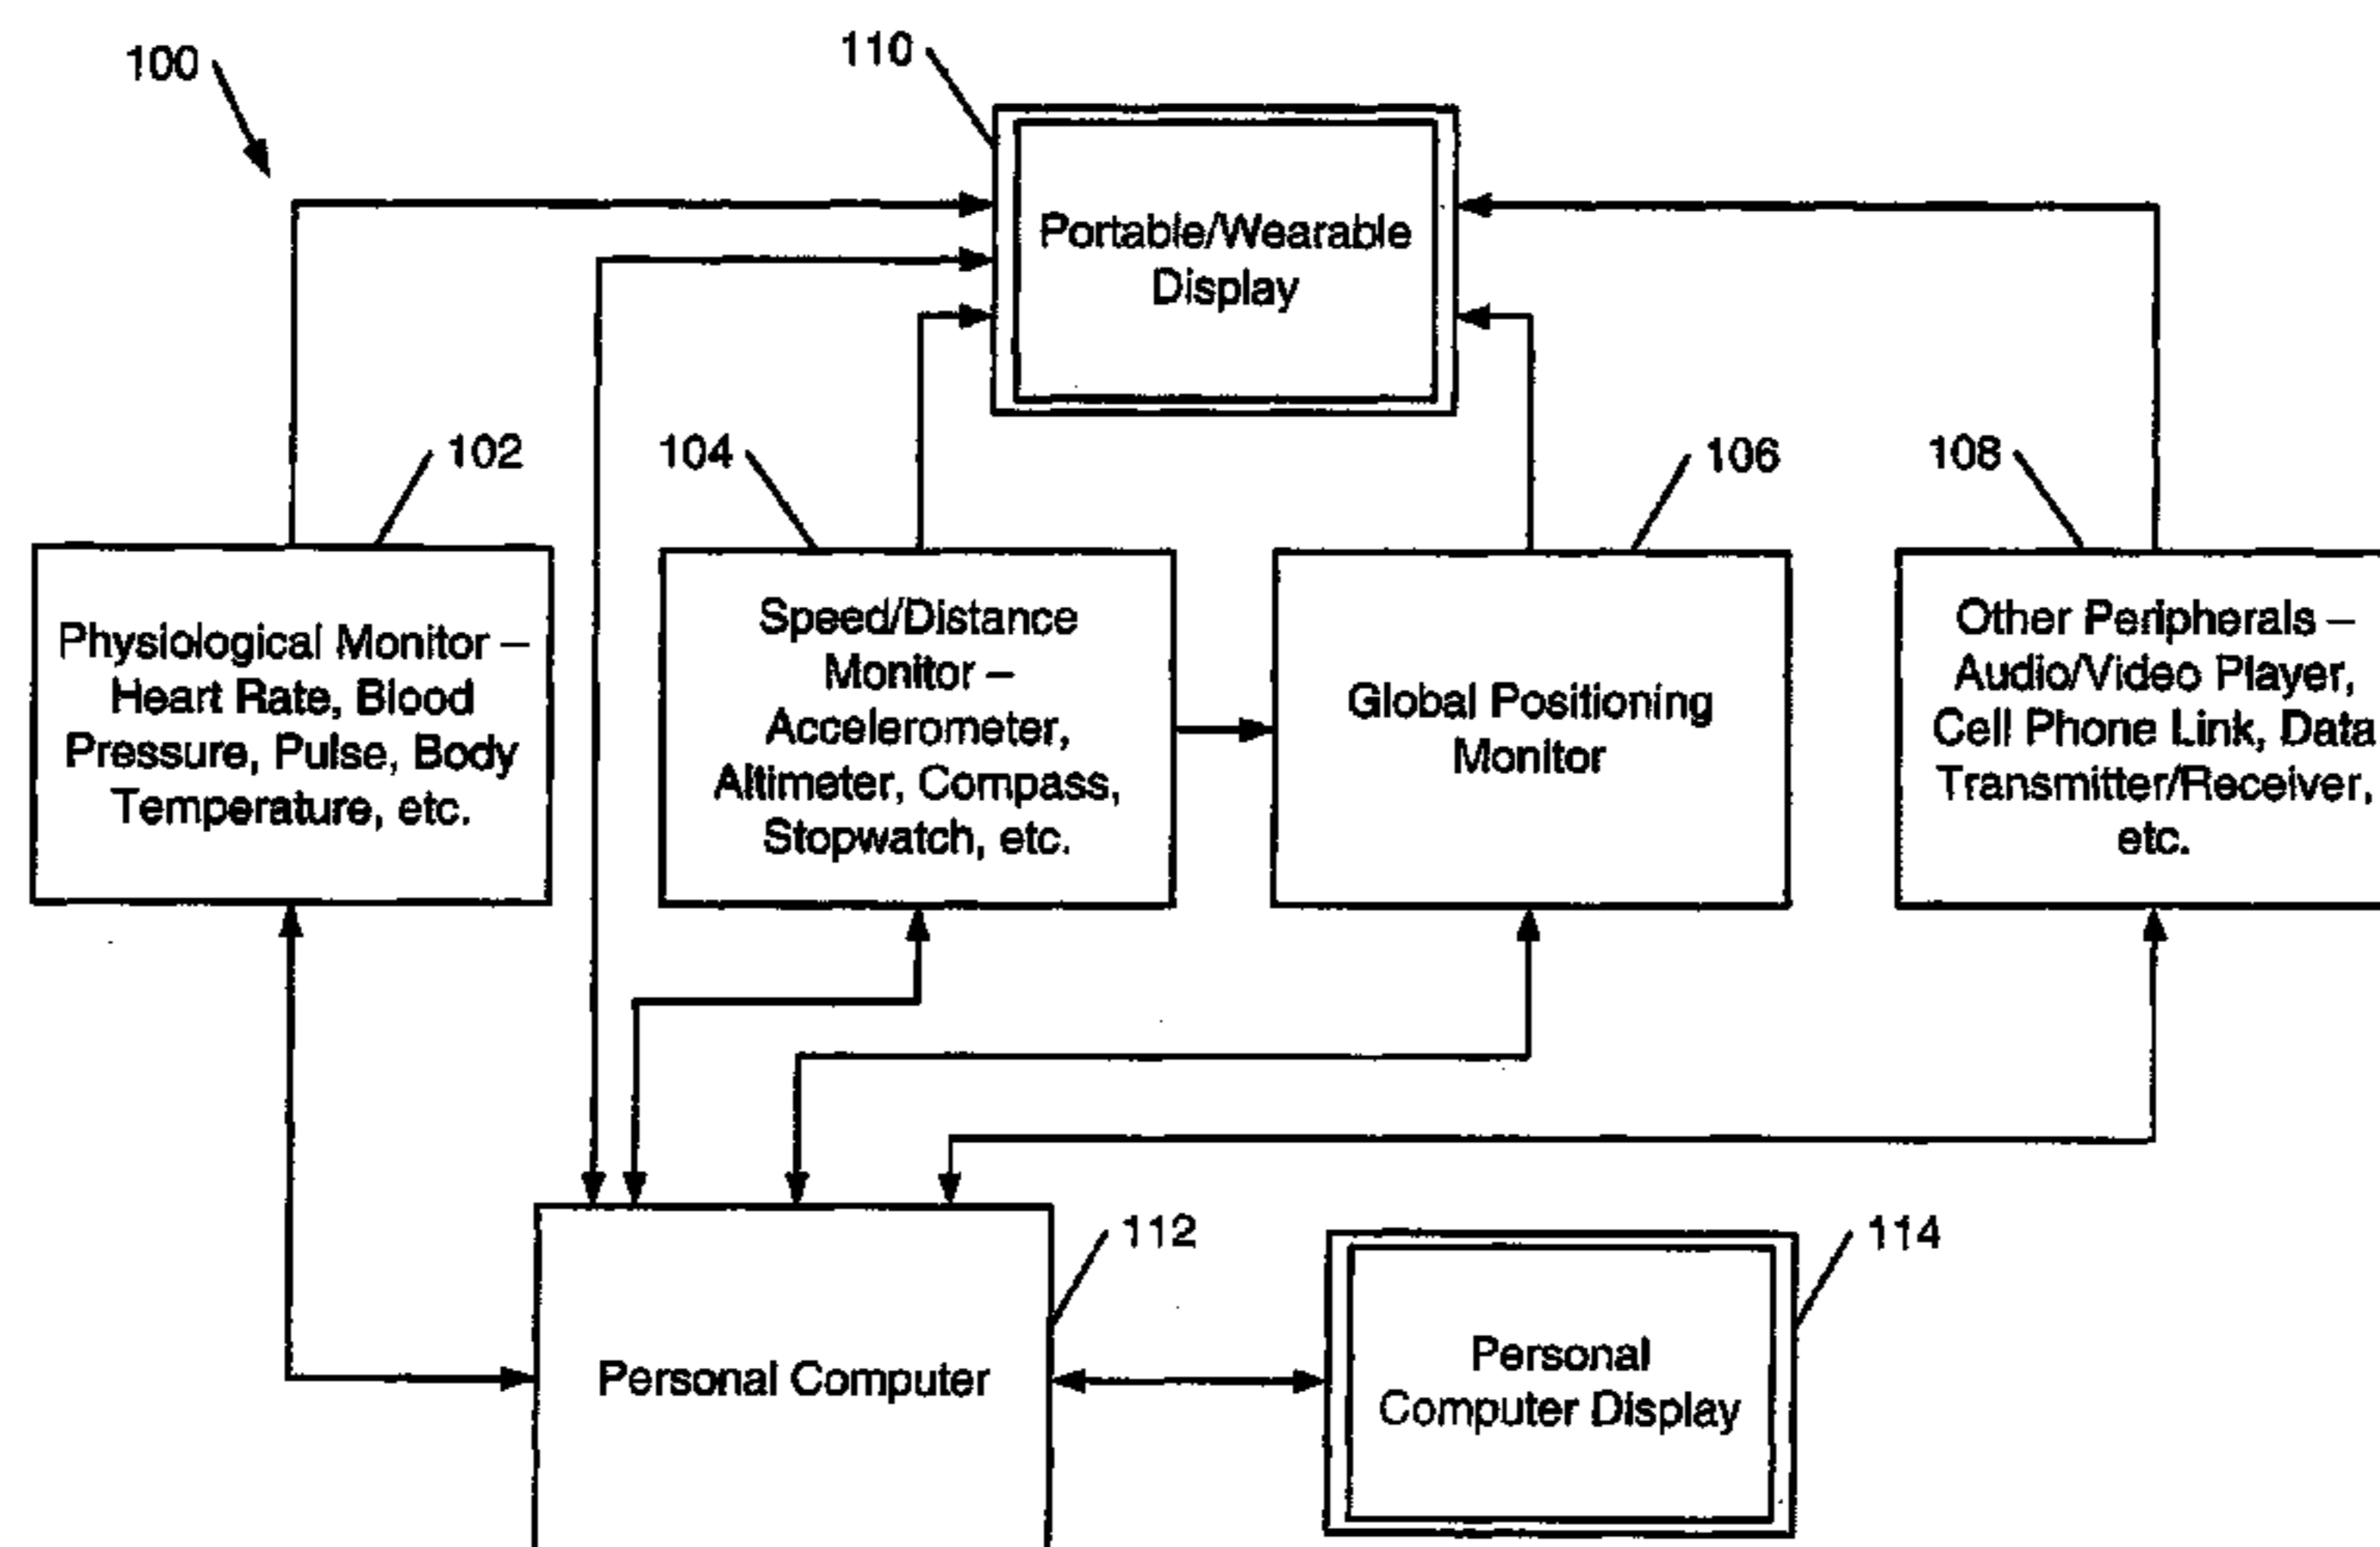 100
110
Portable/Wearable
Display
102
104
106
108
Physiological Monitor –
Heart Rate, Blood
Pressure, Pulse, Body
Temperature, etc.
Speed/Distance
Monitor –
Accelerometer,
Altimeter, Compass,
Stopwatch, etc.
Global Positioning
Monitor
Other Peripherals –
Audio/Video Player,
Cell Phone Link, Data
Transmitter/Receiver,
etc.
112
114
Personal Computer
Personal
Computer Display